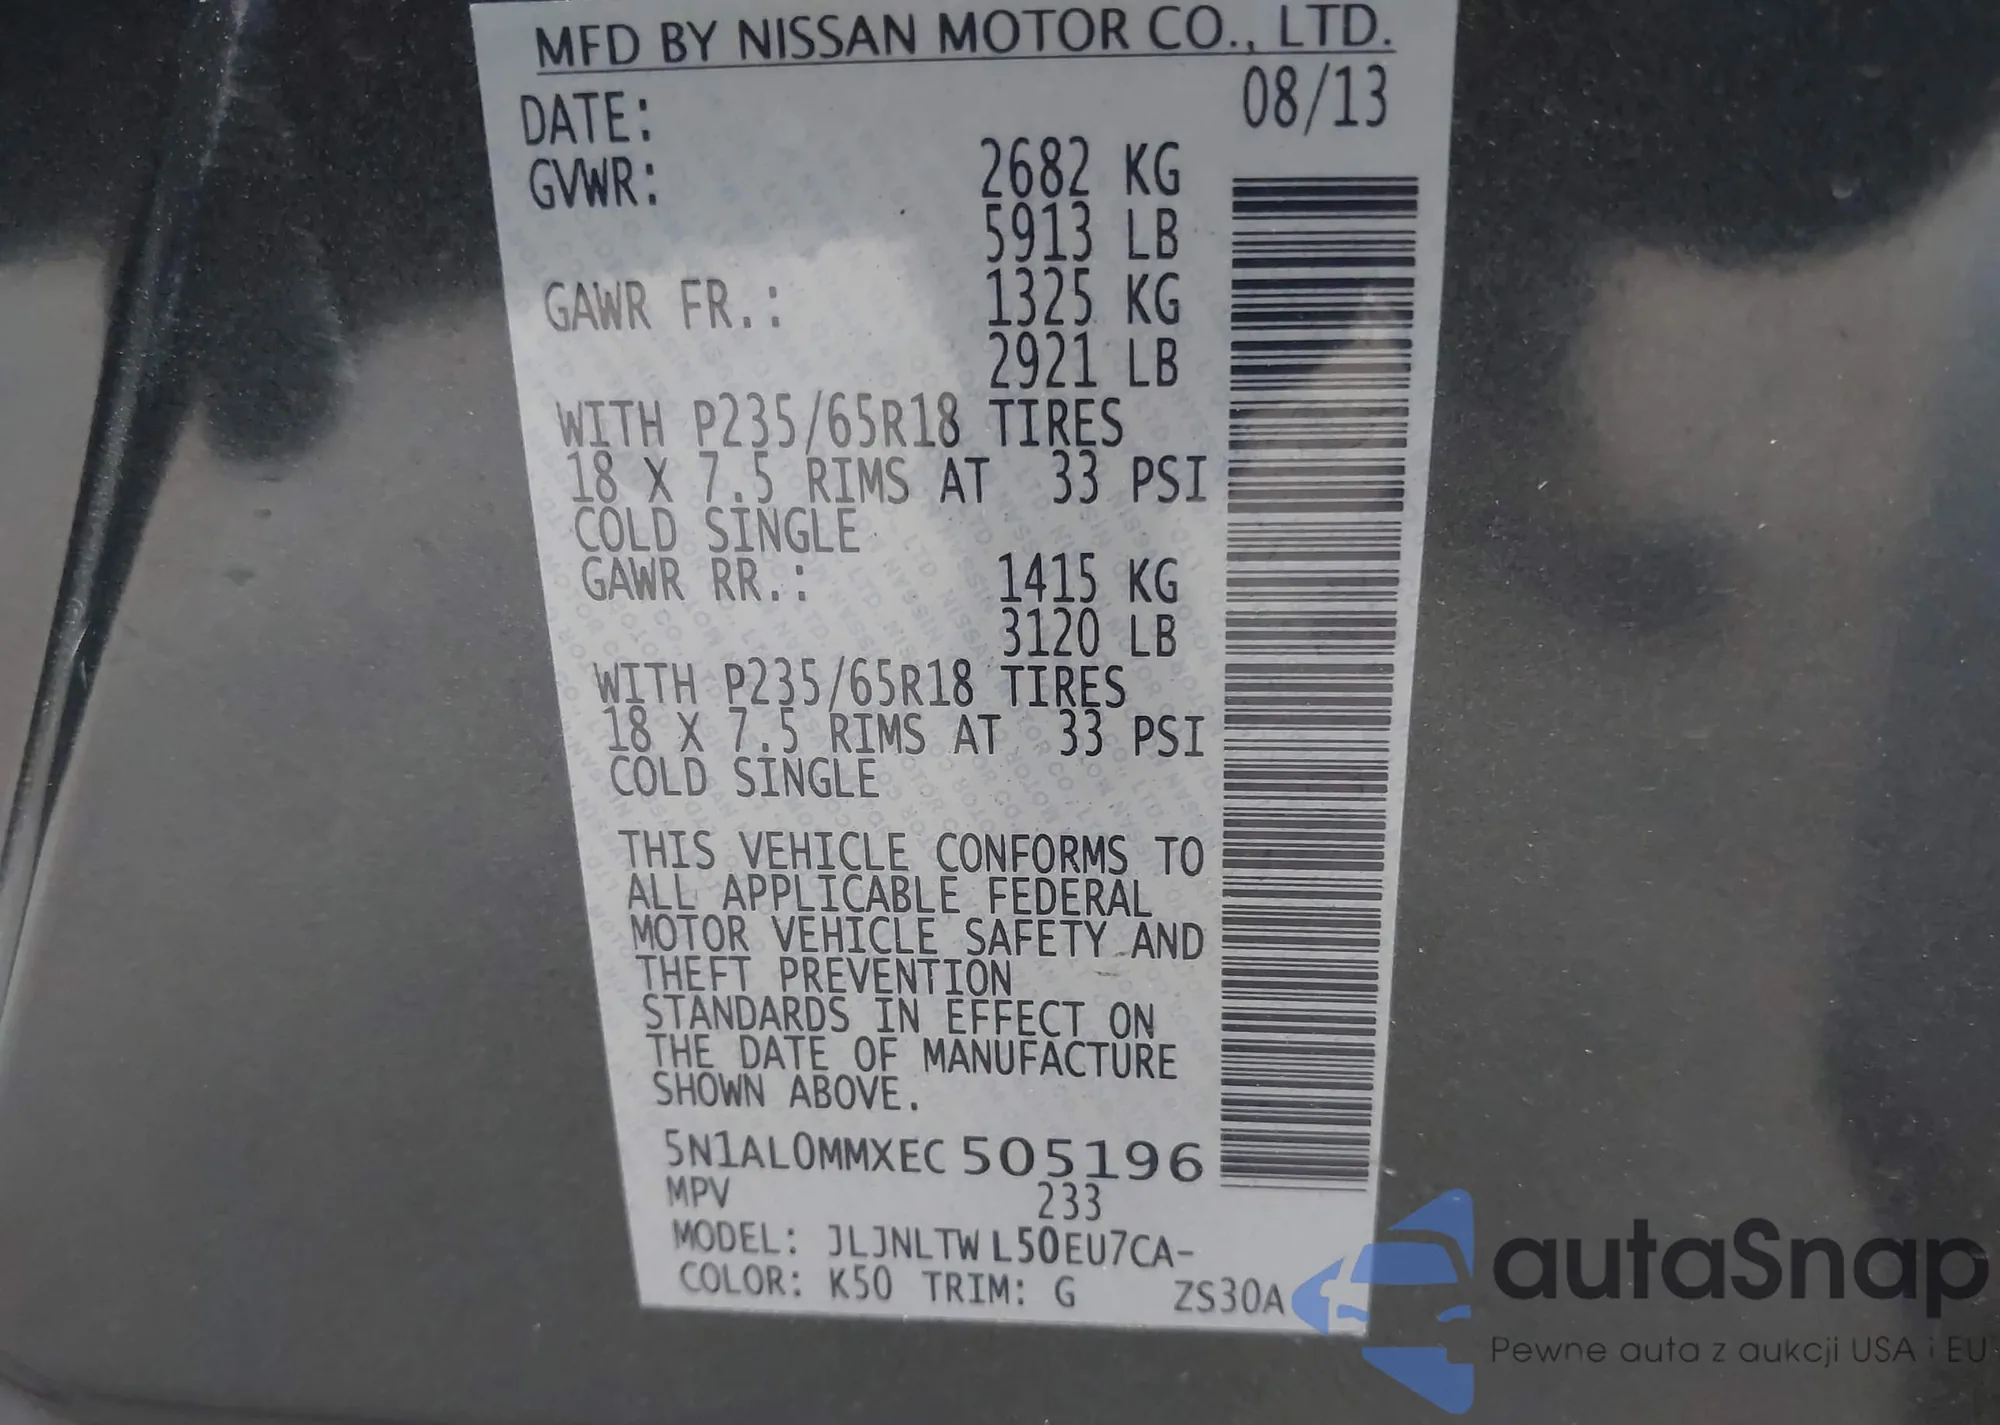 MFD BY NISSAN MOTOR CO., LTD.
DATE: 08/13
GVWR: 2682 KG
5913 LB
GAWR FR.: 1325 KG
2921 LB
WITH P235/65R18 TIRES
18 X 7.5 RIMS AT 33 PSI
COLD SINGLE
GAWR RR.: 1415 KG
3120 LB
WITH P235/65R18 TIRES
18 X 7.5 RIMS AT 33 PSI
COLD SINGLE
THIS VEHICLE CONFORMS TO
ALL APPLICABLE FEDERAL
MOTOR VEHICLE SAFETY AND
THEFT PREVENTION
STANDARDS IN EFFECT ON
THE DATE OF MANUFACTURE
SHOWN ABOVE.
5N1AL0MMXEC505196
MPV 233
MODEL: JLJNLTWL50EU7CA-
COLOR: K50 TRIM: G ZS30A
autaSnap
Pewne auta z aukcji USA i EU